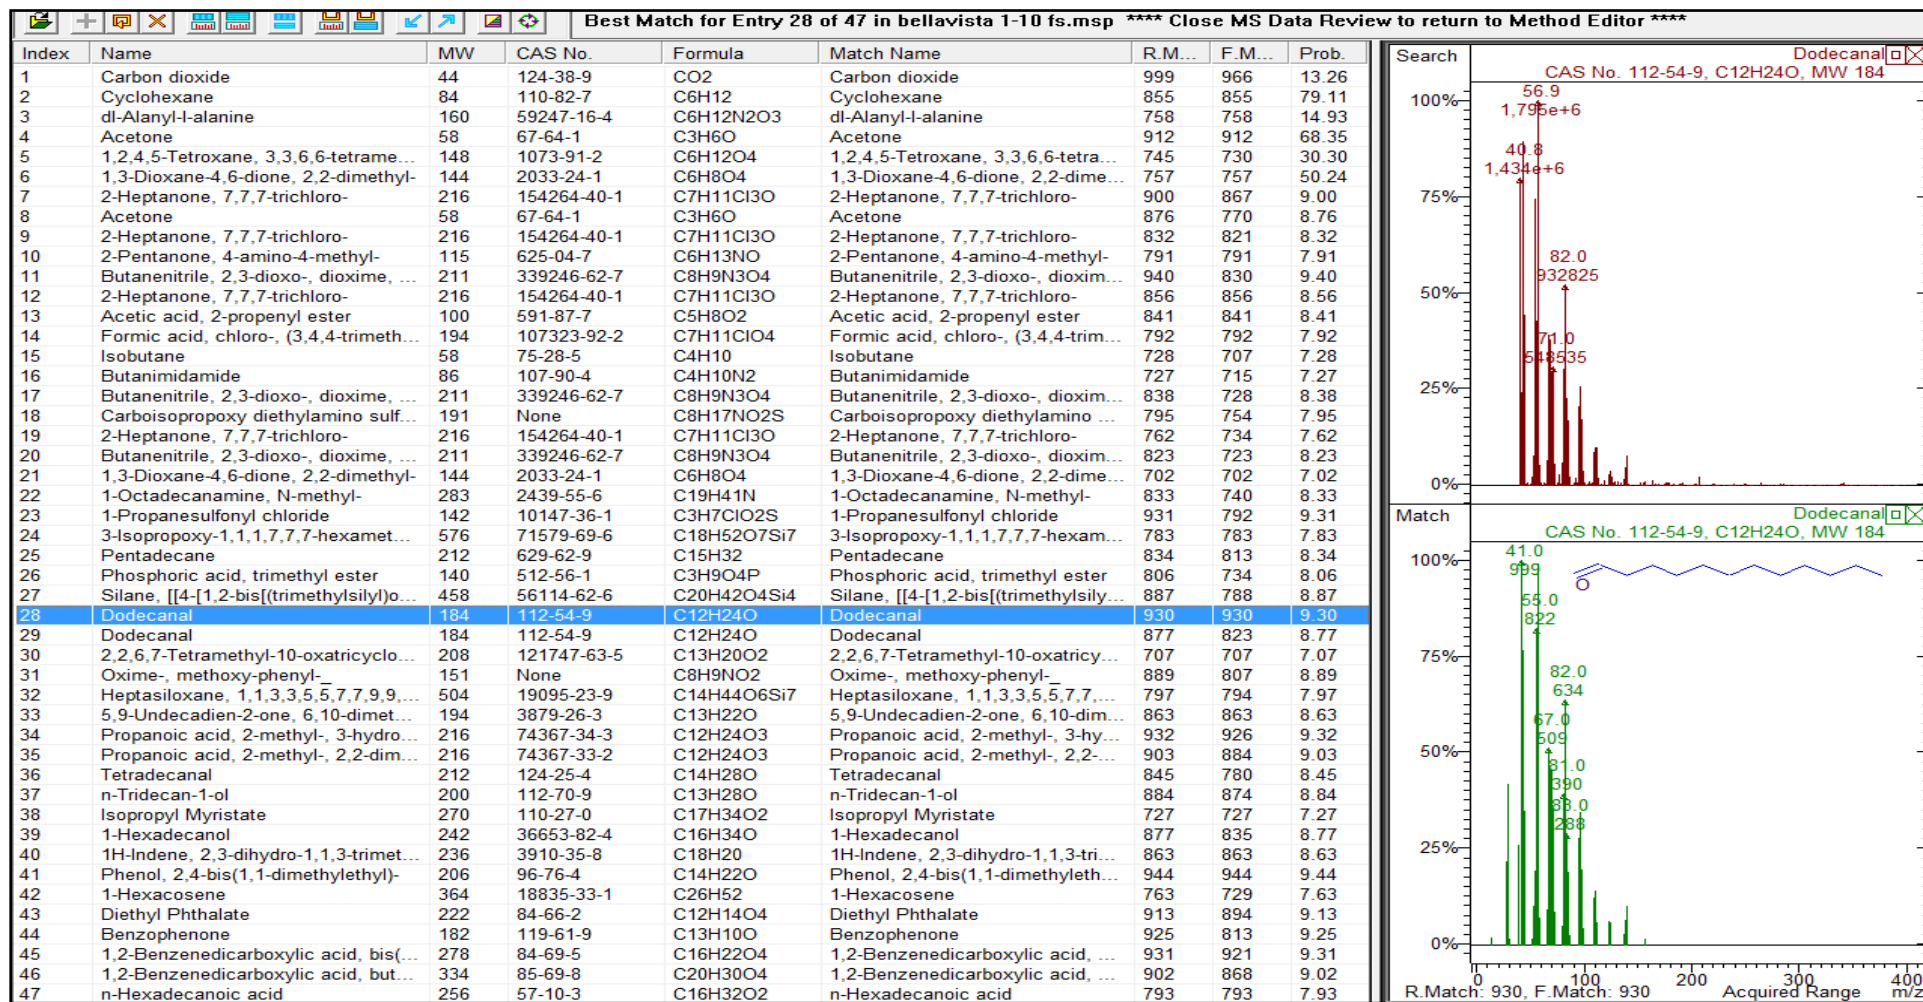 Best Match for Entry 28 of 47 in bellavista 1-10 fs.msp **** Close MS Data Review to return to Method Editor ****
Index Name MW CAS No. Formula Match Name R.M... F.M... Prob.
1 Carbon dioxide 44 124-38-9 CO2 Carbon dioxide 999 966 13.26
2 Cyclohexane 84 110-82-7 C6H12 Cyclohexane 855 855 79.11
3 dl-Alanyl-l-alanine 160 59247-16-4 C6H12N2O3 dl-Alanyl-l-alanine 758 758 14.93
4 Acetone 58 67-64-1 C3H6O Acetone 912 912 68.35
5 1,2,4,5-Tetroxane, 3,3,6,6-tetrame... 148 1073-91-2 C6H12O4 1,2,4,5-Tetroxane, 3,3,6,6-tetra... 745 730 30.30
6 1,3-Dioxane-4,6-dione, 2,2-dimethyl- 144 2033-24-1 C6H8O4 1,3-Dioxane-4,6-dione, 2,2-dime... 757 757 50.24
7 2-Heptanone, 7,7,7-trichloro- 216 154264-40-1 C7H11Cl3O 2-Heptanone, 7,7,7-trichloro- 900 867 9.00
8 Acetone 58 67-64-1 C3H6O Acetone 876 770 8.76
9 2-Heptanone, 7,7,7-trichloro- 216 154264-40-1 C7H11Cl3O 2-Heptanone, 7,7,7-trichloro- 832 821 8.32
10 2-Pentanone, 4-amino-4-methyl- 115 625-04-7 C6H13NO 2-Pentanone, 4-amino-4-methyl- 791 791 7.91
11 Butanenitrile, 2,3-dioxo-, dioxime, ... 211 339246-62-7 C8H9N3O4 Butanenitrile, 2,3-dioxo-, dioxim... 940 830 9.40
12 2-Heptanone, 7,7,7-trichloro- 216 154264-40-1 C7H11Cl3O 2-Heptanone, 7,7,7-trichloro- 856 856 8.56
13 Acetic acid, 2-propenyl ester 100 591-87-7 C5H8O2 Acetic acid, 2-propenyl ester 841 841 8.41
14 Formic acid, chloro-, (3,4,4-trimeth... 194 107323-92-2 C7H11ClO4 Formic acid, chloro-, (3,4,4-trim... 792 792 7.92
15 Isobutane 58 75-28-5 C4H10 Isobutane 728 707 7.28
16 Butanimidamide 86 107-90-4 C4H10N2 Butanimidamide 727 715 7.27
17 Butanenitrile, 2,3-dioxo-, dioxime, ... 211 339246-62-7 C8H9N3O4 Butanenitrile, 2,3-dioxo-, dioxim... 838 728 8.38
18 Carboisopropoxy diethylamino sulf... 191 None C8H17NO2S Carboisopropoxy diethylamino ... 795 754 7.95
19 2-Heptanone, 7,7,7-trichloro- 216 154264-40-1 C7H11Cl3O 2-Heptanone, 7,7,7-trichloro- 762 734 7.62
20 Butanenitrile, 2,3-dioxo-, dioxime, ... 211 339246-62-7 C8H9N3O4 Butanenitrile, 2,3-dioxo-, dioxim... 823 723 8.23
21 1,3-Dioxane-4,6-dione, 2,2-dimethyl- 144 2033-24-1 C6H8O4 1,3-Dioxane-4,6-dione, 2,2-dime... 702 702 7.02
22 1-Octadecanamine, N-methyl- 283 2439-55-6 C19H41N 1-Octadecanamine, N-methyl- 833 740 8.33
23 1-Propanesulfonyl chloride 142 10147-36-1 C3H7ClO2S 1-Propanesulfonyl chloride 931 792 9.31
24 3-Isopropoxy-1,1,1,7,7,7-hexamet... 576 71579-69-6 C18H52O7Si7 3-Isopropoxy-1,1,1,7,7,7-hexam... 783 783 7.83
25 Pentadecane 212 629-62-9 C15H32 Pentadecane 834 813 8.34
26 Phosphoric acid, trimethyl ester 140 512-56-1 C3H9O4P Phosphoric acid, trimethyl ester 806 734 8.06
27 Silane, [[4-[1,2-bis[(trimethylsilyl)o... 458 56114-62-6 C20H42O4Si4 Silane, [[4-[1,2-bis[(trimethylsily... 887 788 8.87
28 Dodecanal 184 112-54-9 C12H24O Dodecanal 930 930 9.30
29 Dodecanal 184 112-54-9 C12H24O Dodecanal 877 823 8.77
30 2,2,6,7-Tetramethyl-10-oxatricyclo... 208 121747-63-5 C13H20O2 2,2,6,7-Tetramethyl-10-oxatricy... 707 707 7.07
31 Oxime-, methoxy-phenyl-_ 151 None C8H9NO2 Oxime-, methoxy-phenyl-_ 889 807 8.89
32 Heptasiloxane, 1,1,3,3,5,5,7,7,9,9,... 504 19095-23-9 C14H44O6Si7 Heptasiloxane, 1,1,3,3,5,5,7,7,... 797 794 7.97
33 5,9-Undecadien-2-one, 6,10-dimet... 194 3879-26-3 C13H22O 5,9-Undecadien-2-one, 6,10-dim... 863 863 8.63
34 Propanoic acid, 2-methyl-, 3-hydro... 216 74367-34-3 C12H24O3 Propanoic acid, 2-methyl-, 3-hy... 932 926 9.32
35 Propanoic acid, 2-methyl-, 2,2-dim... 216 74367-33-2 C12H24O3 Propanoic acid, 2-methyl-, 2,2-... 903 884 9.03
36 Tetradecanal 212 124-25-4 C14H28O Tetradecanal 845 780 8.45
37 n-Tridecan-1-ol 200 112-70-9 C13H28O n-Tridecan-1-ol 884 874 8.84
38 Isopropyl Myristate 270 110-27-0 C17H34O2 Isopropyl Myristate 727 727 7.27
39 1-Hexadecanol 242 36653-82-4 C16H34O 1-Hexadecanol 877 835 8.77
40 1H-Indene, 2,3-dihydro-1,1,3-trimet... 236 3910-35-8 C18H20 1H-Indene, 2,3-dihydro-1,1,3-tri... 863 863 8.63
41 Phenol, 2,4-bis(1,1-dimethylethyl)- 206 96-76-4 C14H22O Phenol, 2,4-bis(1,1-dimethyleth... 944 944 9.44
42 1-Hexacosene 364 18835-33-1 C26H52 1-Hexacosene 763 729 7.63
43 Diethyl Phthalate 222 84-66-2 C12H14O4 Diethyl Phthalate 913 894 9.13
44 Benzophenone 182 119-61-9 C13H10O Benzophenone 925 813 9.25
45 1,2-Benzenedicarboxylic acid, bis(... 278 84-69-5 C16H22O4 1,2-Benzenedicarboxylic acid, ... 931 921 9.31
46 1,2-Benzenedicarboxylic acid, but... 334 85-69-8 C20H30O4 1,2-Benzenedicarboxylic acid, ... 902 868 9.02
47 n-Hexadecanoic acid 256 57-10-3 C16H32O2 n-Hexadecanoic acid 793 793 7.93
Search Dodecanal
CAS No. 112-54-9, C12H24O, MW 184
100%
56.9
1,795e+6
40.8
1,434e+6
75%
82.0
932825
50%
71.0
548535
25%
0%
Match Dodecanal
CAS No. 112-54-9, C12H24O, MW 184
41.0
100%
999
O
55.0
822
75%
82.0
634
67.0
509
50%
81.0
390
83.0
288
25%
0%
0 100 200 300 400
R.Match: 930, F.Match: 930 Acquired Range m/z